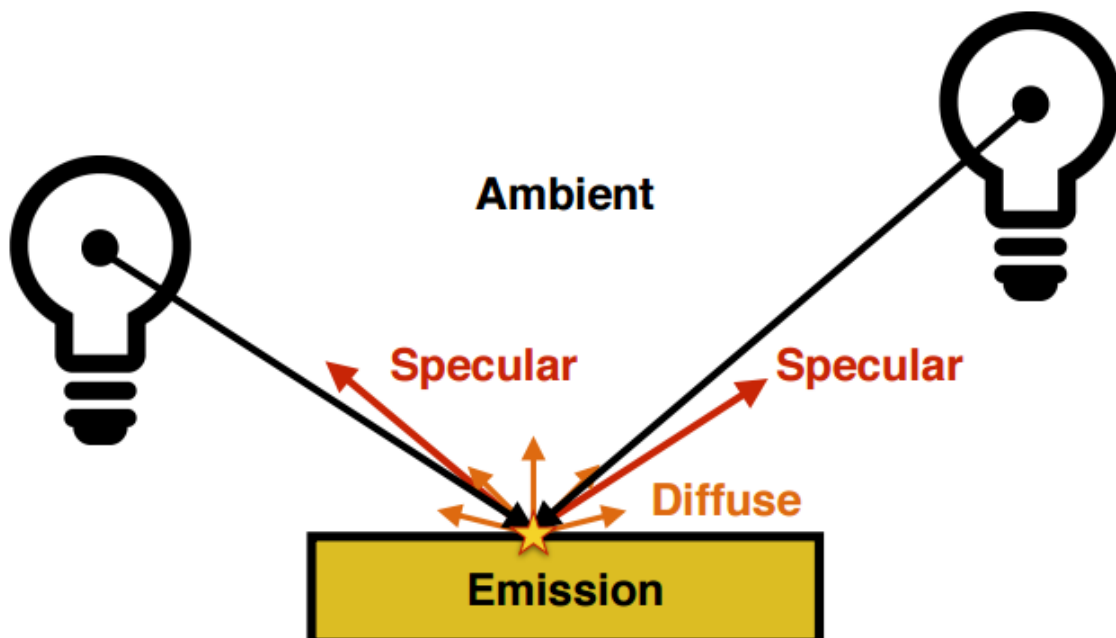 Ambient
Specular
Specular
Diffuse
Emission